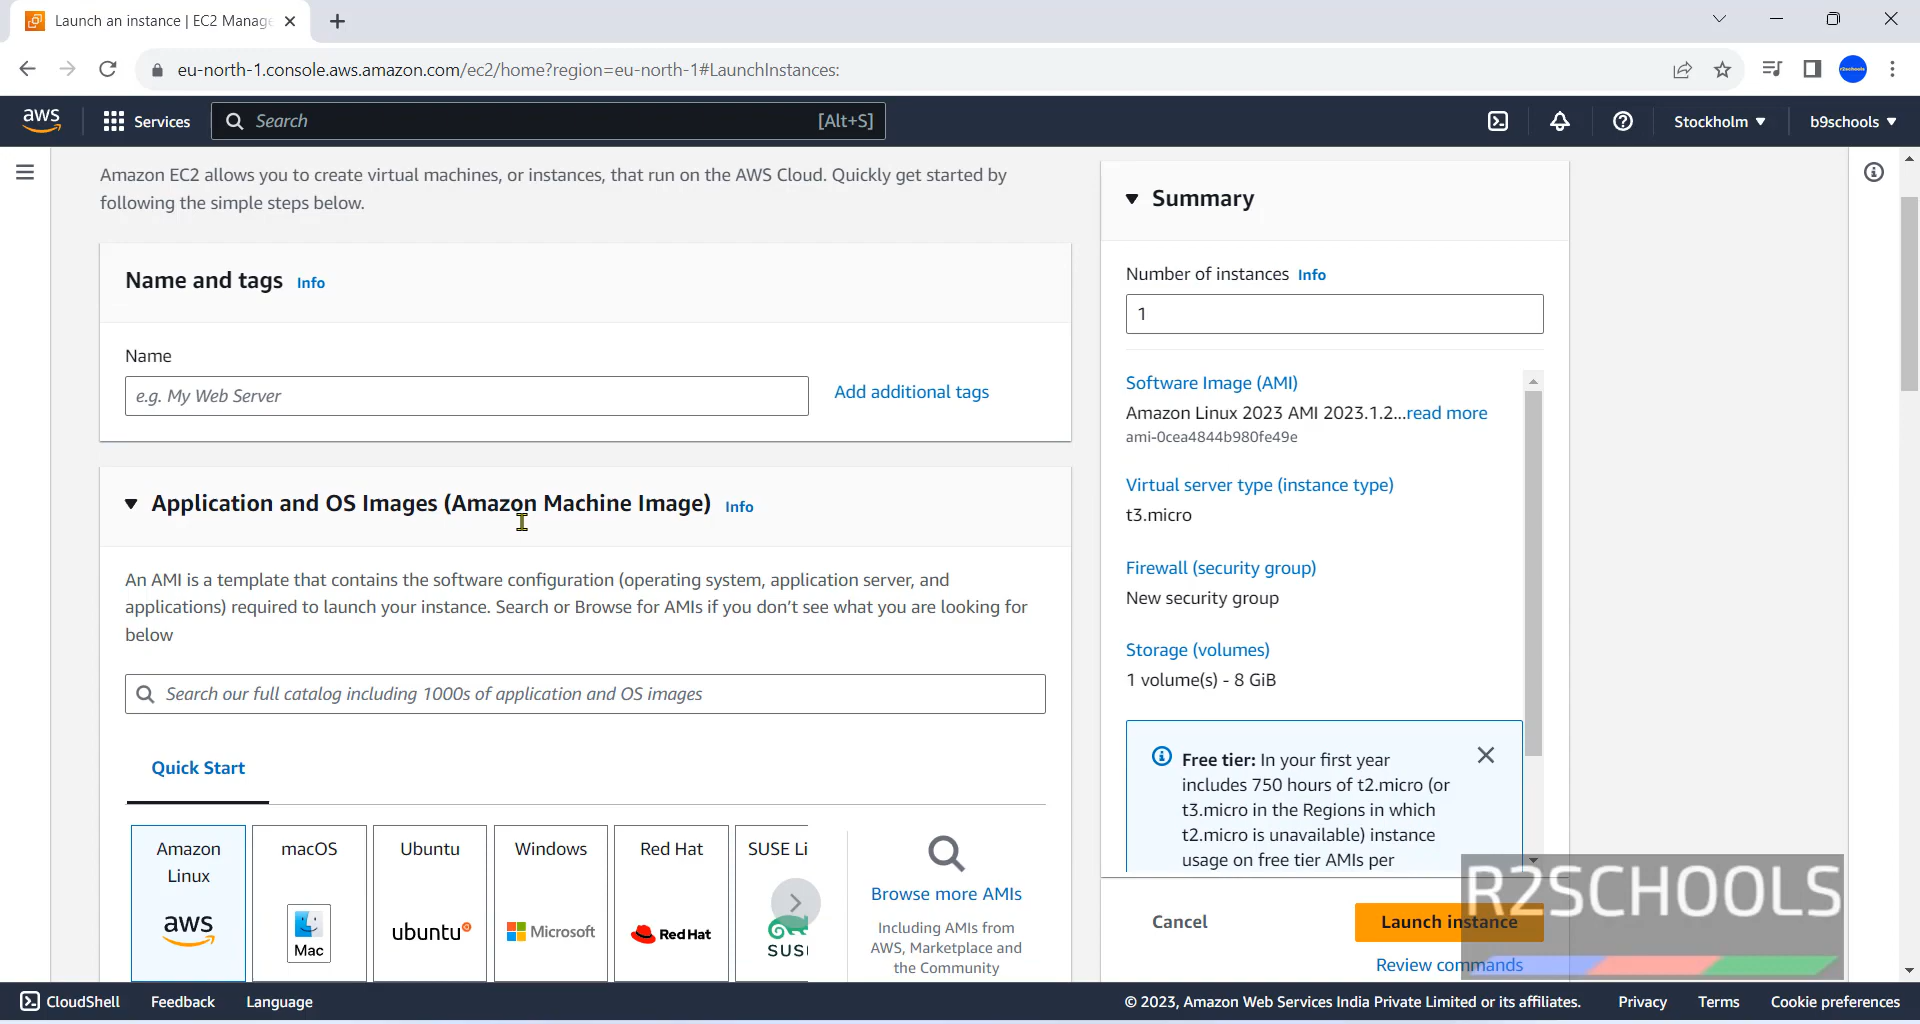 Launch an instance | EC2 Manage
eu-north-1.console.aws.amazon.com/ec2/home?region=eu-north-1#LaunchInstances:
aws
Services
Search
[Alt+S]
Stockholm
b9schools
Amazon EC2 allows you to create virtual machines, or instances, that run on the AWS Cloud. Quickly get started by
following the simple steps below.
Name and tags Info
Name
e.g. My Web Server
Add additional tags
Application and OS Images (Amazon Machine Image) Info
An AMI is a template that contains the software configuration (operating system, application server, and
applications) required to launch your instance. Search or Browse for AMIs if you don't see what you are looking for
below
Search our full catalog including 1000s of application and OS images
Quick Start
Amazon
Linux
aws
macOS
Mac
Ubuntu
ubuntu
Windows
Microsoft
Red Hat
RedHat
SUSE Li
SUS
Browse more AMIs
Including AMIs from
AWS, Marketplace and
the Community
Summary
Number of instances Info
1
Software Image (AMI)
Amazon Linux 2023 AMI 2023.1.2...read more
ami-0cea4844b980fe49e
Virtual server type (instance type)
t3.micro
Firewall (security group)
New security group
Storage (volumes)
1 volume(s) - 8 GiB
Free tier: In your first year
includes 750 hours of t2.micro (or
t3.micro in the Regions in which
t2.micro is unavailable) instance
usage on free tier AMIs per
Cancel
Launch instance
Review commands
R2SCHOOLS
CloudShell
Feedback
Language
© 2023, Amazon Web Services India Private Limited or its affiliates.
Privacy
Terms
Cookie preferences